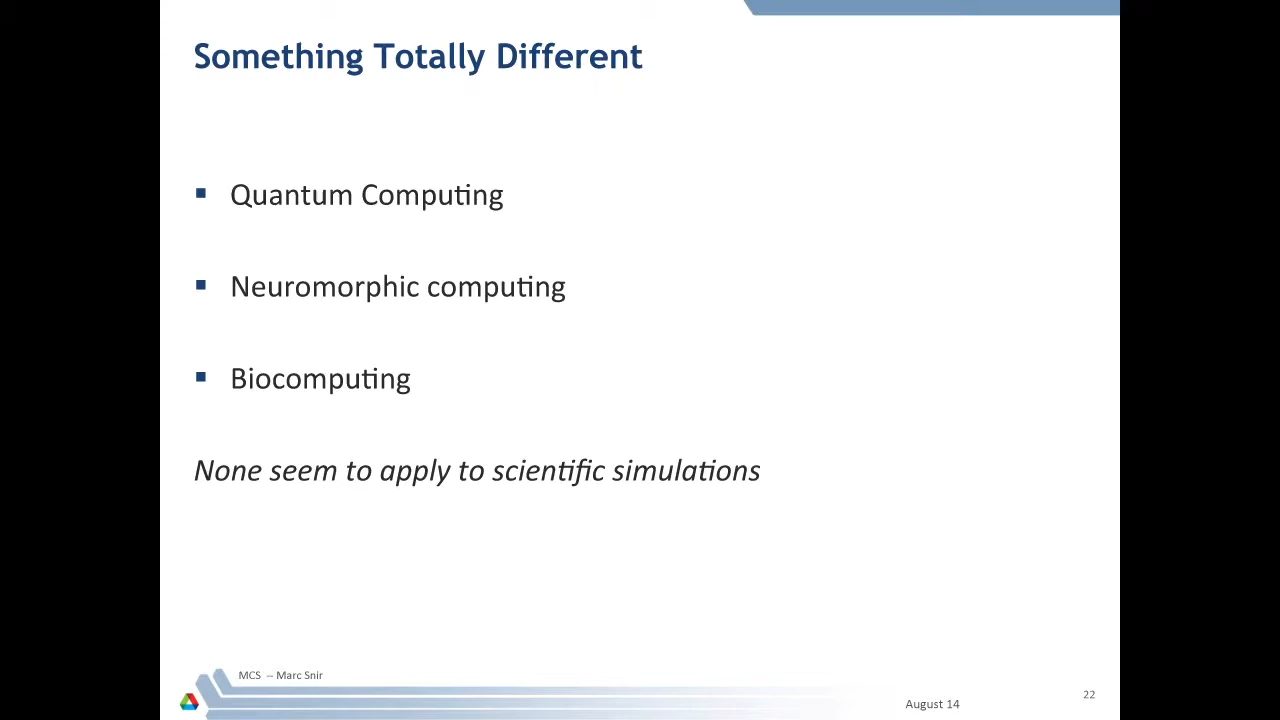 Something Totally Different
▪ Quantum Computing
▪ Neuromorphic computing
▪ Biocomputing
None seem to apply to scientific simulations
MCS -- Marc Snir
August 14
22